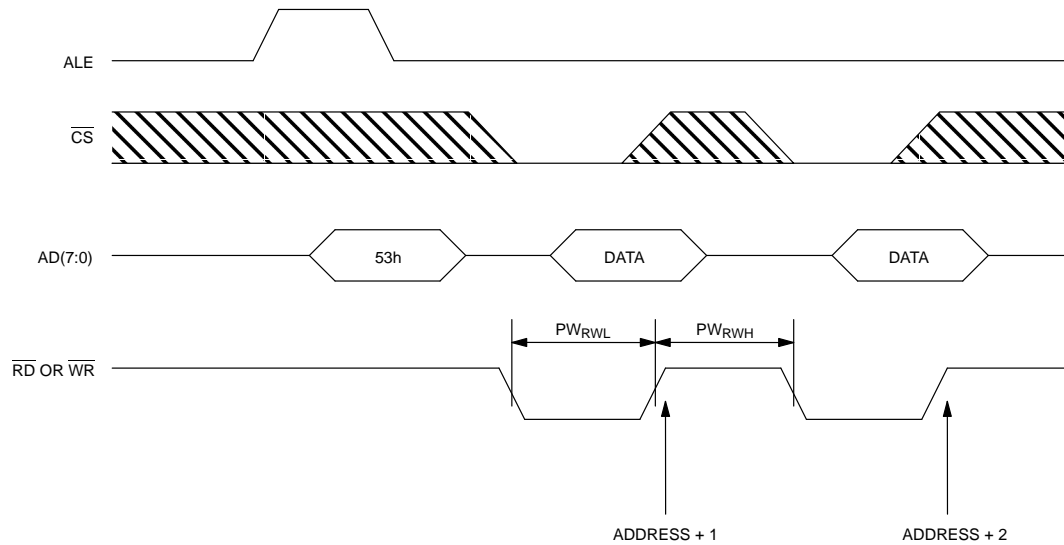 ALE
CS
AD(7:0)
53h
DATA
DATA
PWRWL
PWRWH
RD OR WR
ADDRESS + 1
ADDRESS + 2